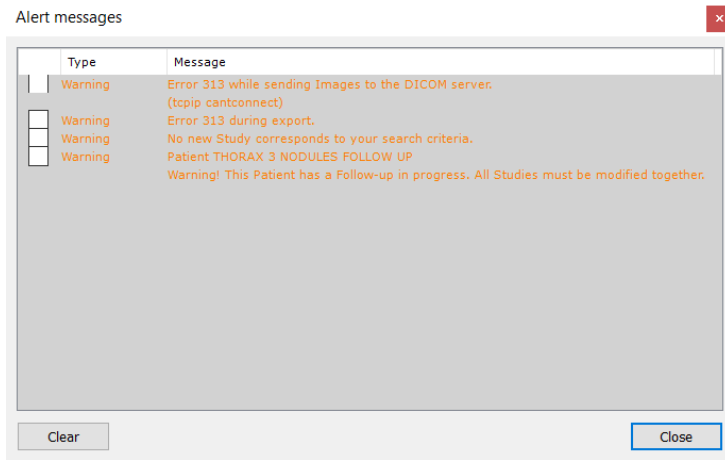 Alert messages
Type Message
Warning Error 313 while sending Images to the DICOM server.
(tcpip cantconnect)
Warning Error 313 during export.
Warning No new Study corresponds to your search criteria.
Warning Patient THORAX 3 NODULES FOLLOW UP
Warning! This Patient has a Follow-up in progress. All Studies must be modified together.
Clear Close